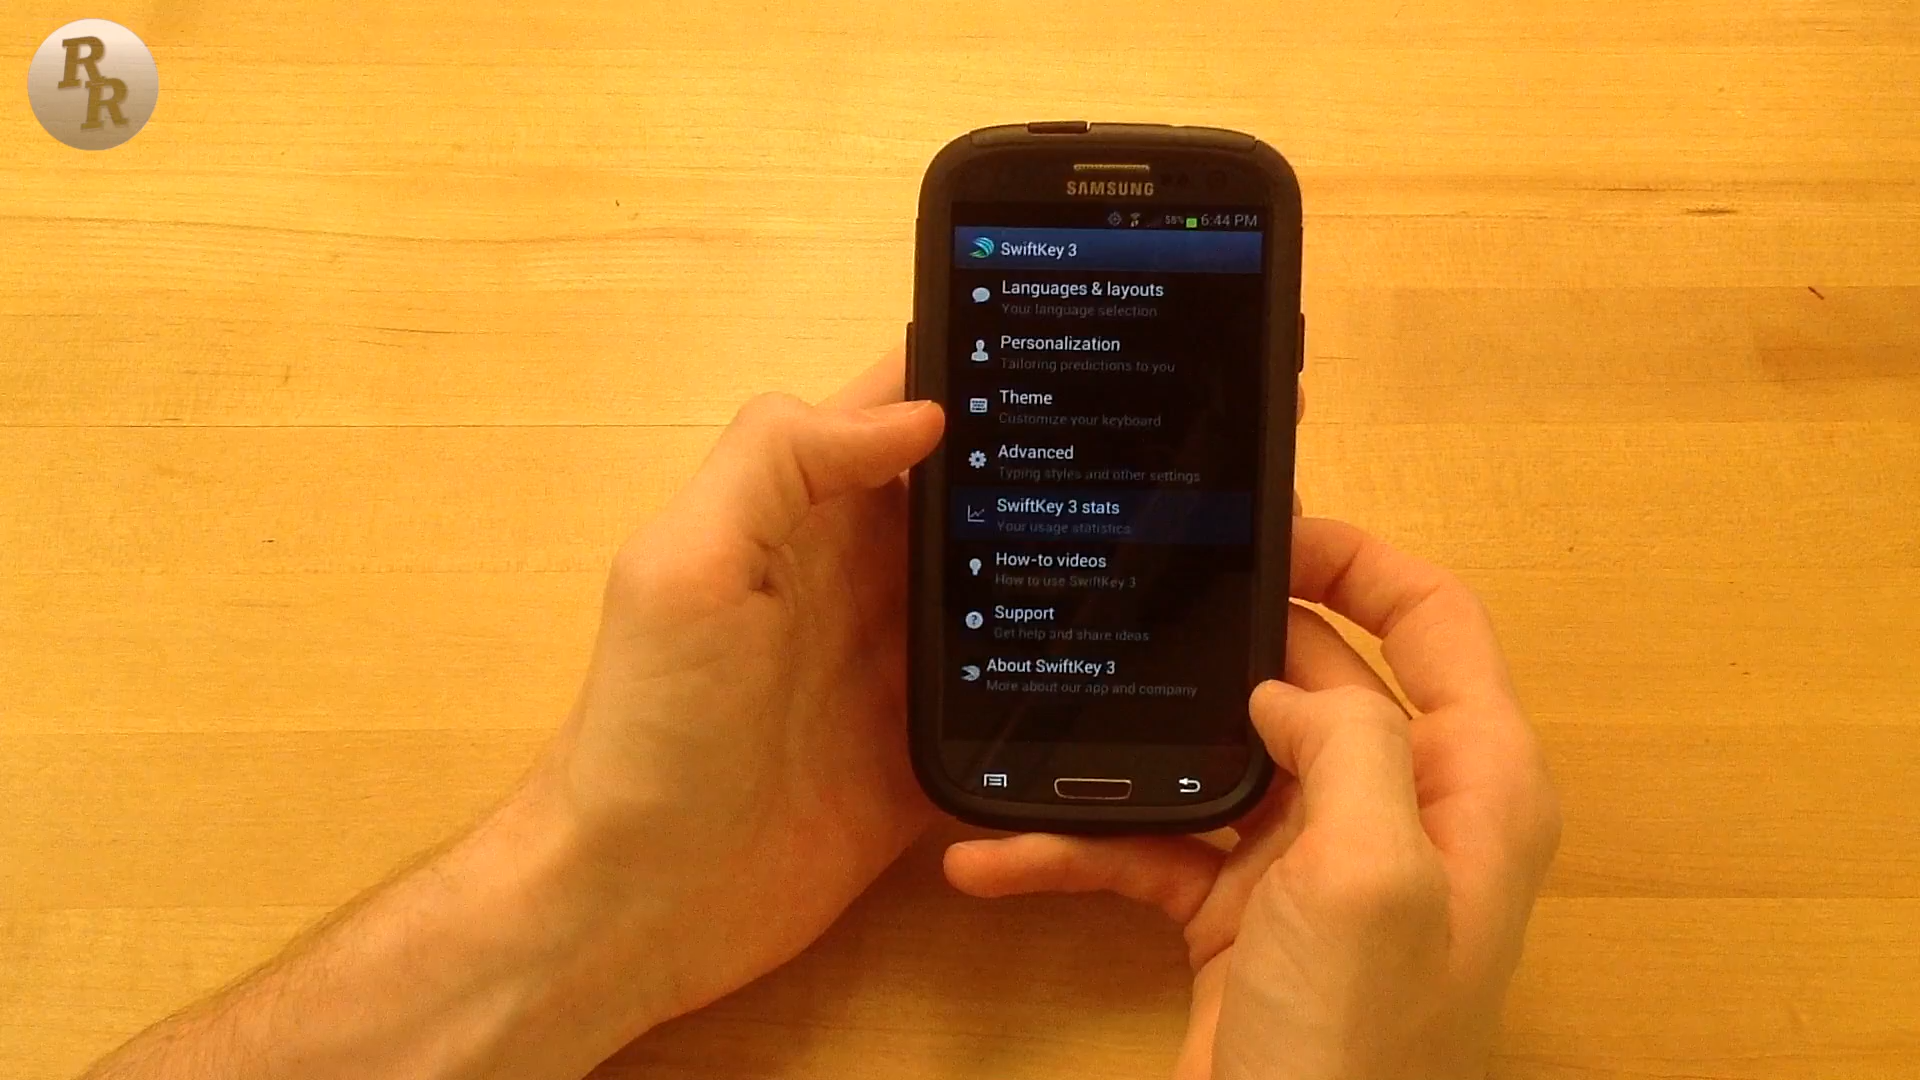 R
R
SAMSUNG
58% 6:44 PM
SwiftKey 3
Languages & layouts
Your language selection
Personalization
Tailoring predictions to you
Theme
Customize your keyboard
Advanced
Typing styles and other settings
SwiftKey 3 stats
Your usage statistics
How-to videos
How to use SwiftKey 3
Support
Get help and share ideas
About SwiftKey 3
More about our app and company